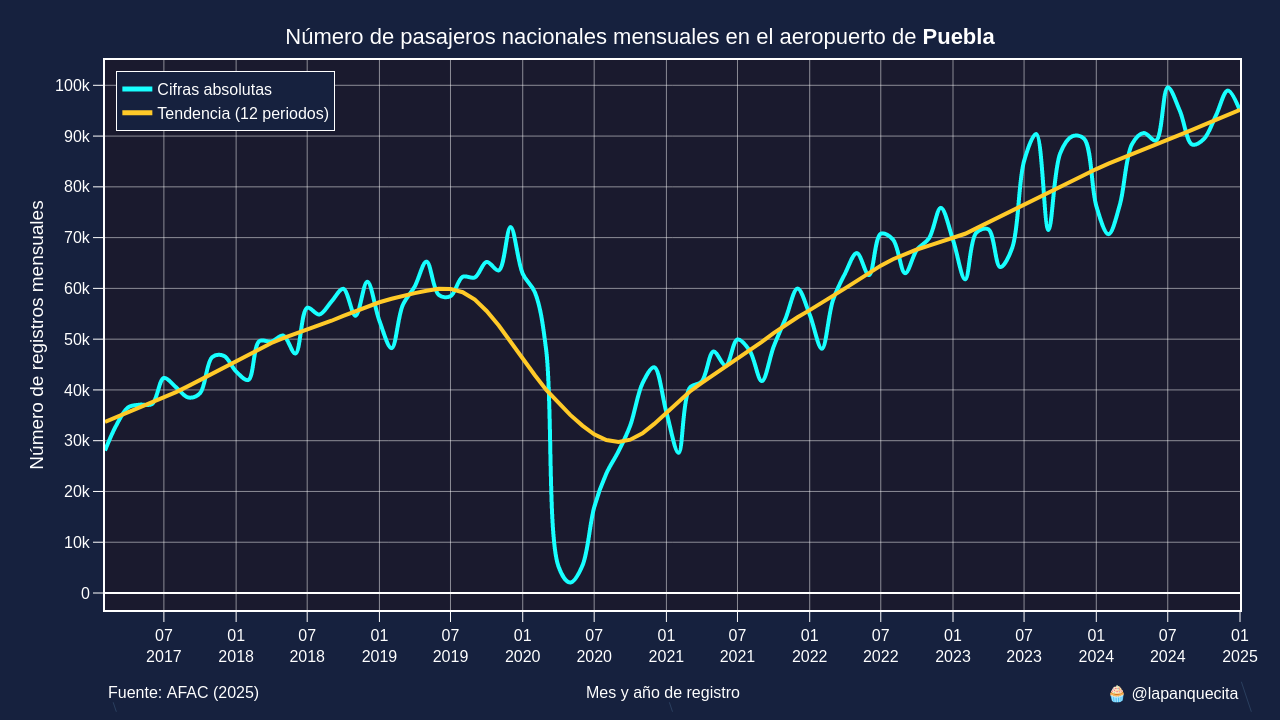 Número de pasajeros nacionales mensuales en el aeropuerto de Puebla
Cifras absolutas
Tendencia (12 periodos)
Número de registros mensuales
100k
90k
80k
70k
60k
50k
40k
30k
20k
10k
0
07 01 07 01 07 01 07 01 07 01 07 01 07 01 07 01
2017 2018 2018 2019 2019 2020 2020 2021 2021 2022 2022 2023 2023 2024 2024 2025
Fuente: AFAC (2025) Mes y año de registro 🧁 @lapanquecita